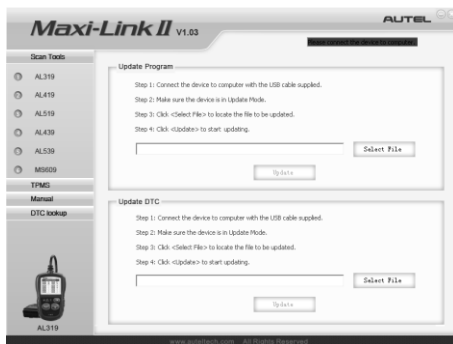 AUTEL
Maxi-Link II V1.03
Please connect the device to computer.
Scan Tools
AL319
AL419
AL519
AL439
AL539
MS609
TPMS
Manual
DTC lookup
AL319
Update Program
Step 1: Connect the device to computer with the USB cable supplied.
Step 2: Make sure the device is in Update Mode.
Step 3: Click <Select File> to locate the file to be updated.
Step 4: Click <Update> to start updating.
Select File
Update
Update DTC
Step 1: Connect the device to computer with the USB cable supplied.
Step 2: Make sure the device is in Update Mode.
Step 3: Click <Select File> to locate the file to be updated.
Step 4: Click <Update> to start updating.
Select File
Update
www.auteltech.com All Rights Reserved